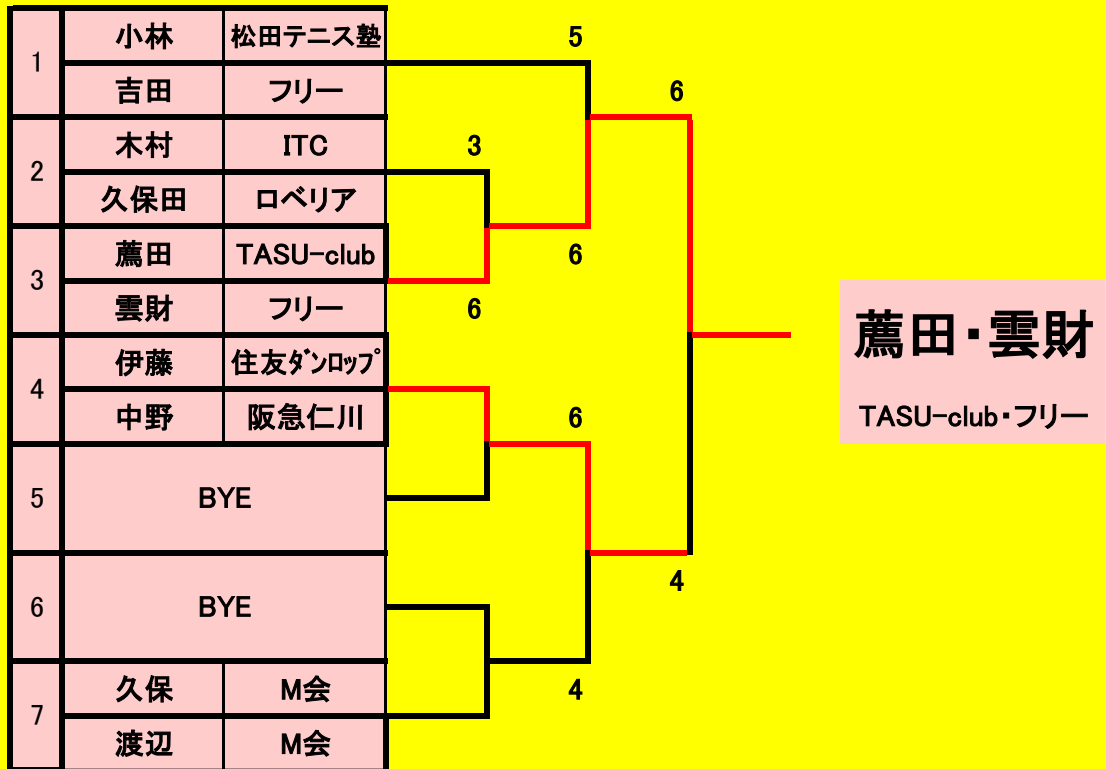 1
小林 松田テニス塾
吉田 フリー
2
木村 ITC
久保田 ロベリア
3
薦田 TASU-club
雲財 フリー
4
伊藤 住友ダンロップ
中野 阪急仁川
5
BYE
6
BYE
7
久保 M会
渡辺 M会
5
3
6
6
6
4
6
4
薦田・雲財
TASU-club・フリー